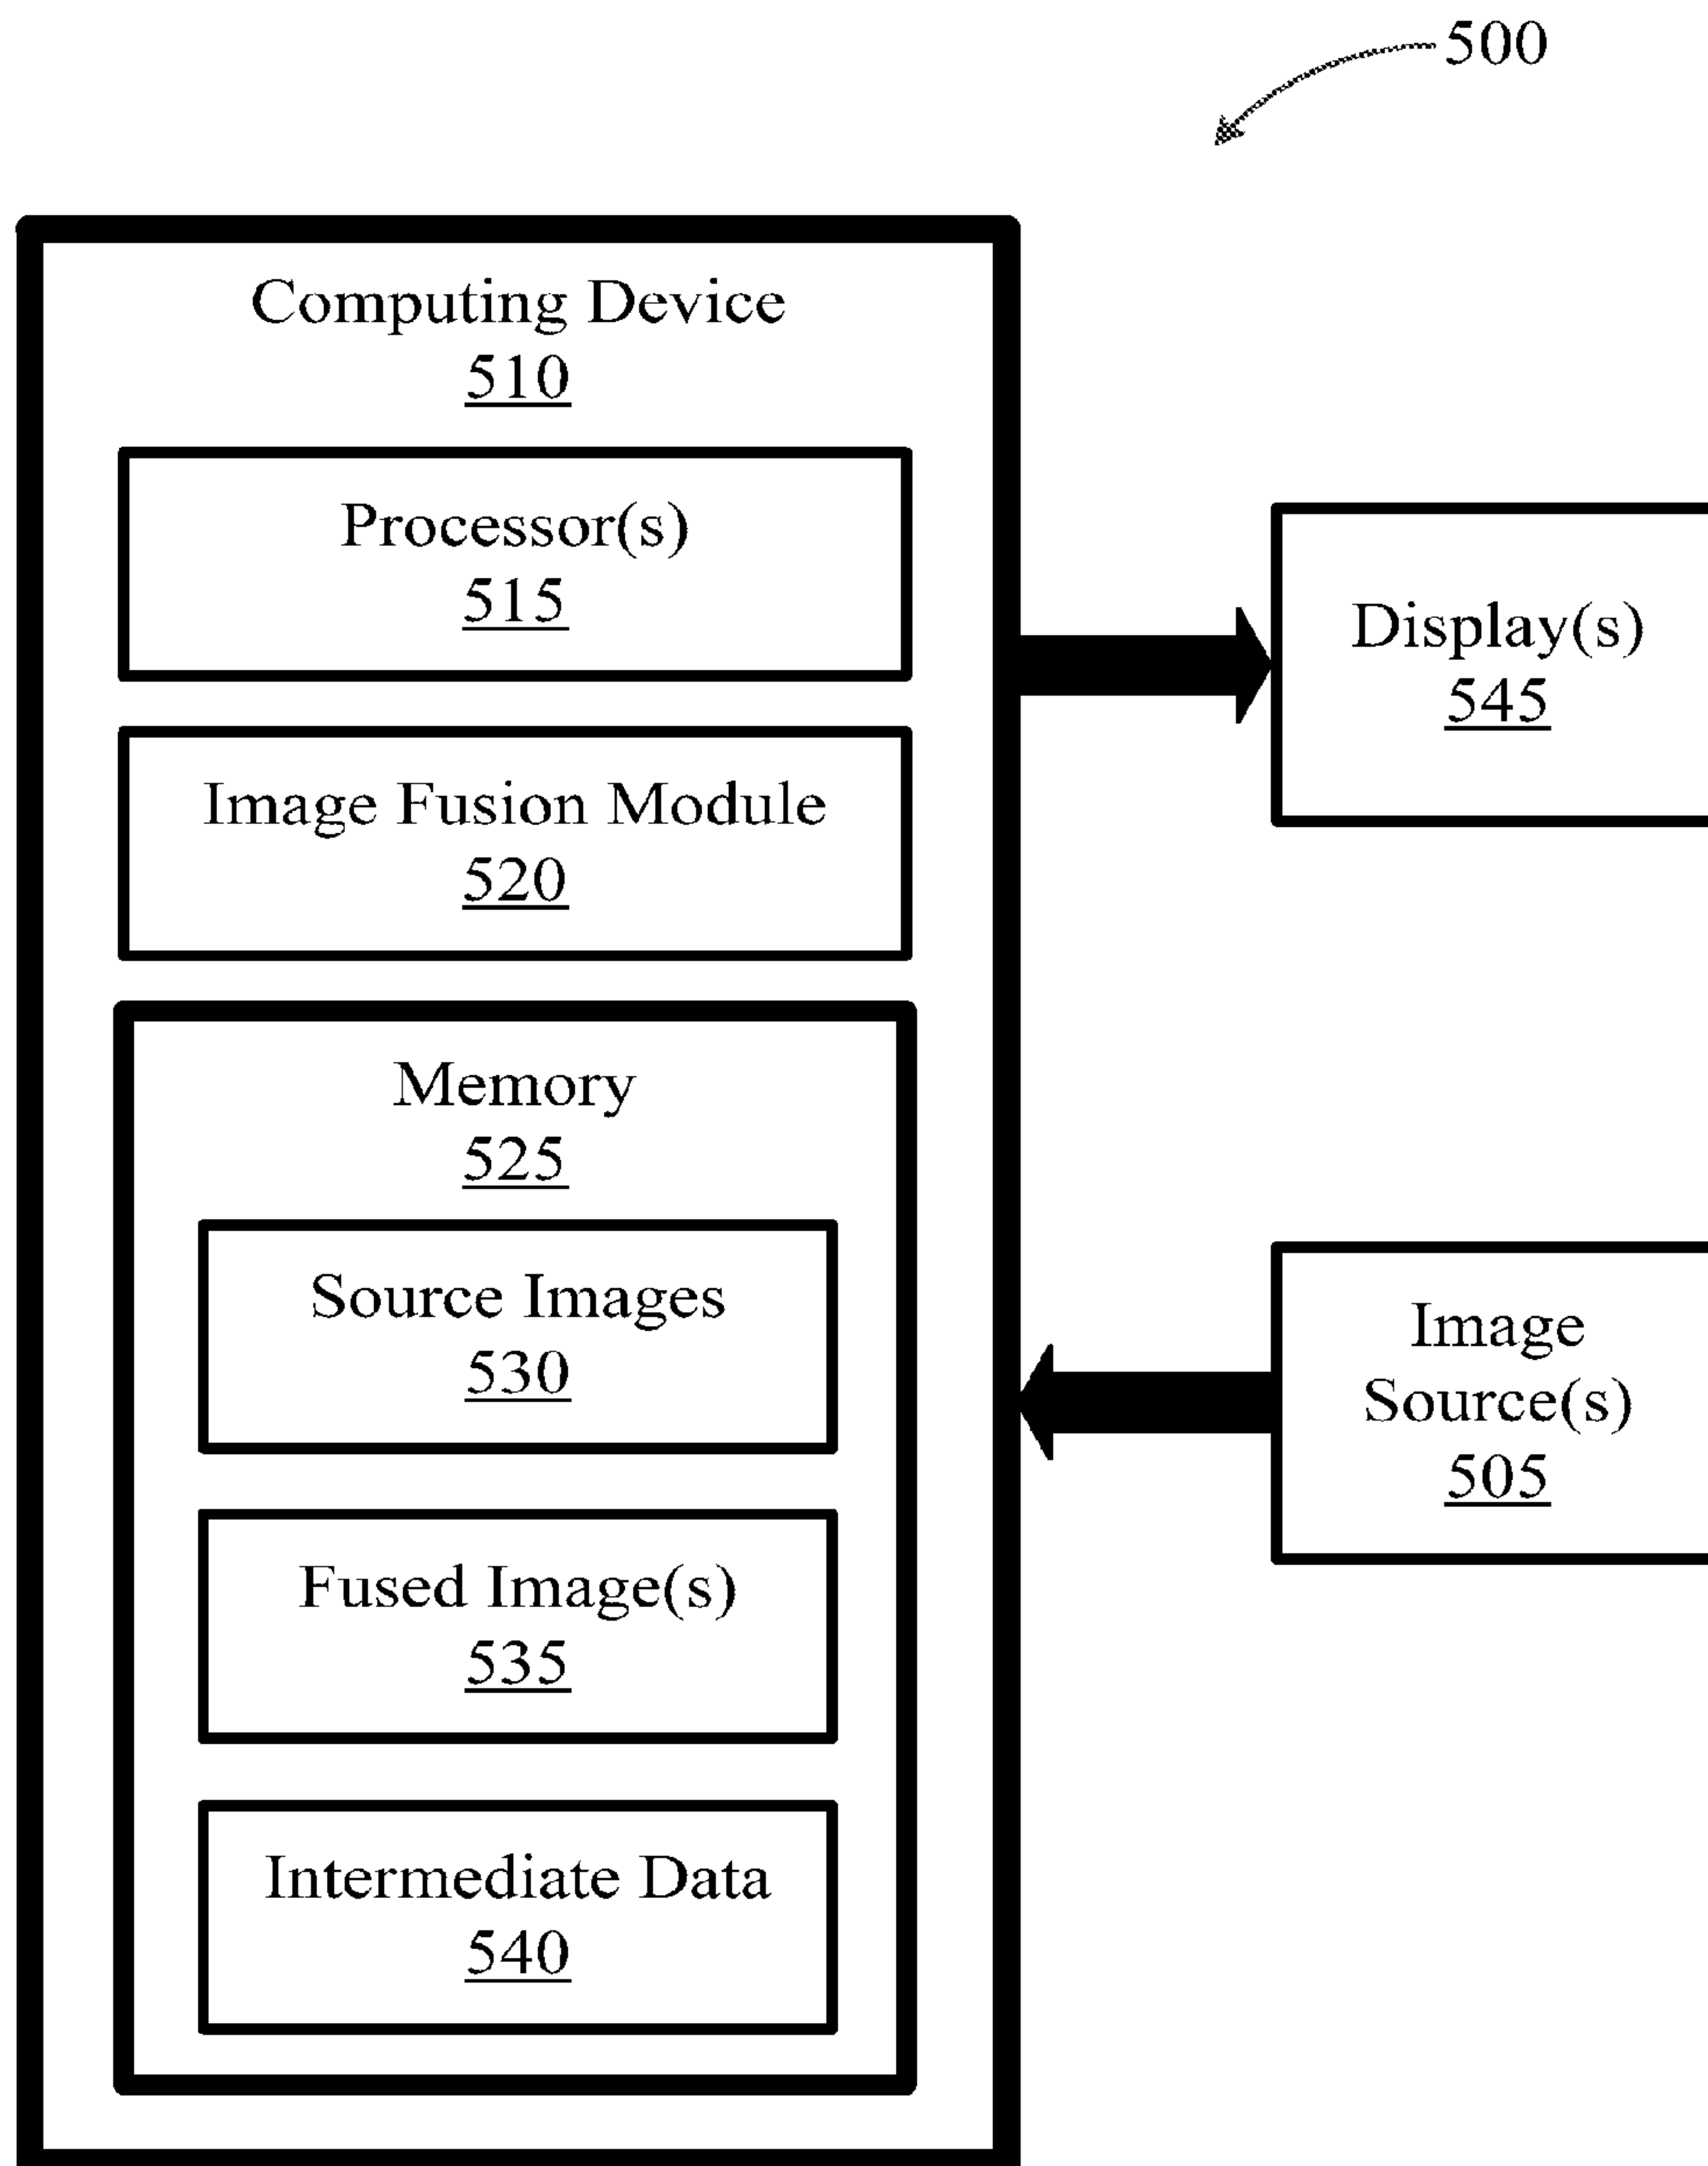 500
Computing Device
510
Processor(s)
515
Image Fusion Module
520
Memory
525
Source Images
530
Fused Image(s)
535
Intermediate Data
540
Display(s)
545
Image
Source(s)
505